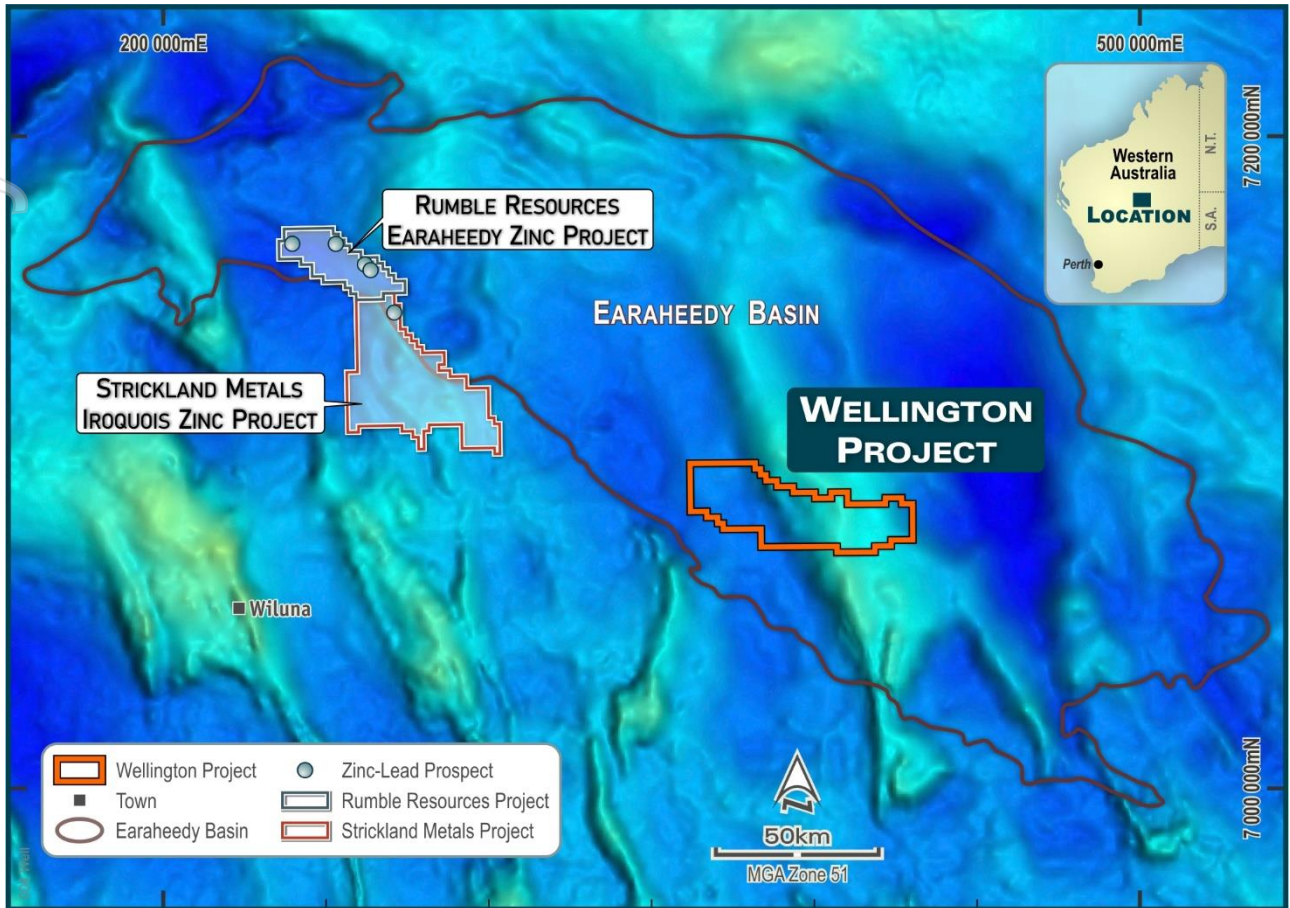 200 000mE
500 000mE
7 200 000mN
Western
Australia
LOCATION
N.T.
S.A.
Perth
RUMBLE RESOURCES
EARAHEEDY ZINC PROJECT
EARAHEEDY BASIN
STRICKLAND METALS
IROQUOIS ZINC PROJECT
WELLINGTON
PROJECT
Wiluna
Wellington Project
Zinc-Lead Prospect
Town
Rumble Resources Project
Earaheedy Basin
Strickland Metals Project
N
50km
MGA Zone 51
7 000 000mN